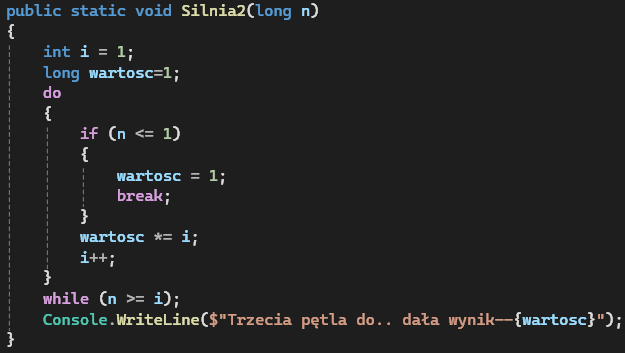 public static void Silnia2(long n)
{
int i = 1;
long wartosc=1;
do
{
if (n <= 1)
{
wartosc = 1;
break;
}
wartosc *= i;
i++;
}
while (n >= i);
Console.WriteLine($"Trzecia pętla do.. dała wynik--{wartosc}");
}